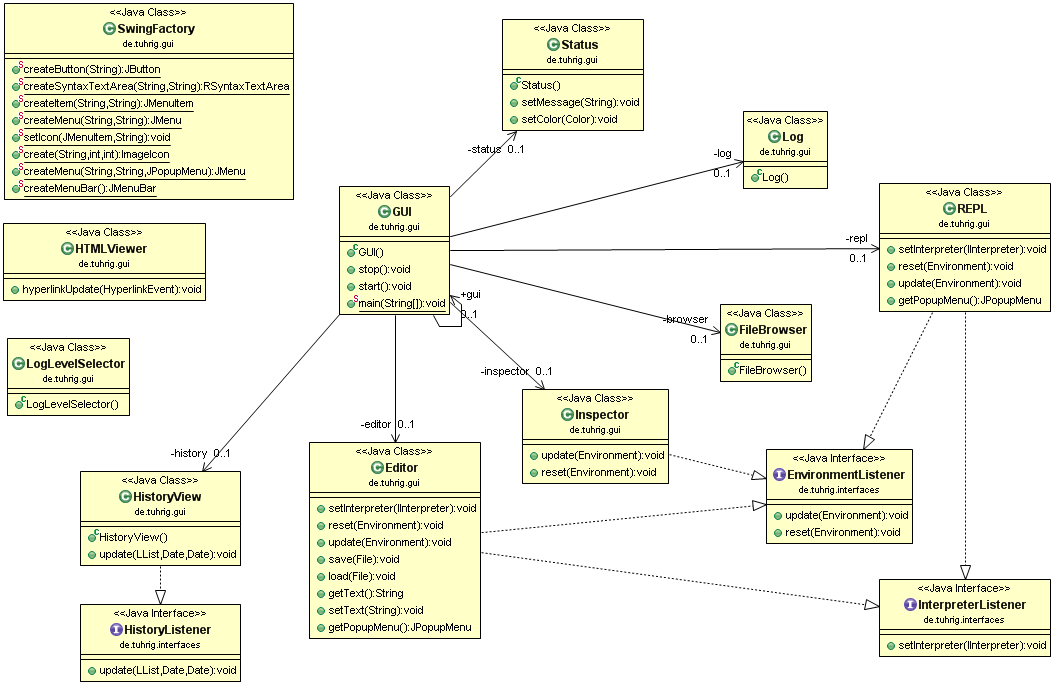 <<Java Class>>
SwingFactory
de.tuhrig.gui
createButton(String):JButton
createSyntaxTextArea(String,String):RSyntaxTextArea
createItem(String,String):JMenuItem
createMenu(String,String):JMenu
setIcon(JMenuItem,String):void
create(String,int,int):ImageIcon
createMenu(String,String,JPopupMenu):JMenu
createMenuBar():JMenuBar
<<Java Class>>
Status
de.tuhrig.gui
Status()
setMessage(String):void
setColor(Color):void
-status 0..1
<<Java Class>>
Log
de.tuhrig.gui
Log()
-log
0..1
<<Java Class>>
GUI
de.tuhrig.gui
GUI()
stop():void
start():void
main(String[]):void
+gui
0..1
<<Java Class>>
REPL
de.tuhrig.gui
setInterpreter(IInterpreter):void
reset(Environment):void
update(Environment):void
getPopupMenu():JPopupMenu
-repl
0..1
<<Java Class>>
HTMLViewer
de.tuhrig.gui
hyperlinkUpdate(HyperlinkEvent):void
-browser
0..1
<<Java Class>>
FileBrowser
de.tuhrig.gui
FileBrowser()
<<Java Class>>
LogLevelSelector
de.tuhrig.gui
LogLevelSelector()
-inspector 0..1
<<Java Class>>
Inspector
de.tuhrig.gui
update(Environment):void
reset(Environment):void
-history 0..1
<<Java Class>>
HistoryView
de.tuhrig.gui
HistoryView()
update(LList,Date,Date):void
-editor 0..1
<<Java Class>>
Editor
de.tuhrig.gui
setInterpreter(IInterpreter):void
reset(Environment):void
update(Environment):void
save(File):void
load(File):void
getText():String
setText(String):void
getPopupMenu():JPopupMenu
<<Java Interface>>
EnvironmentListener
de.tuhrig.interfaces
update(Environment):void
reset(Environment):void
<<Java Interface>>
HistoryListener
de.tuhrig.interfaces
update(LList,Date,Date):void
<<Java Interface>>
InterpreterListener
de.tuhrig.interfaces
setInterpreter(IInterpreter):void